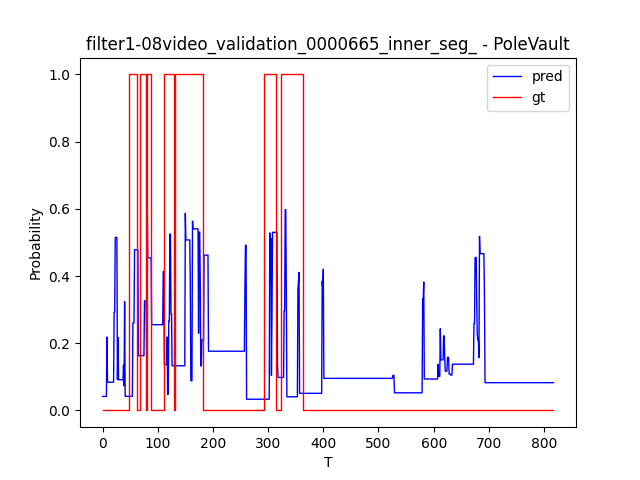 filter1-08video_validation_0000665_inner_seg_ - PoleVault
pred
gt
Probability
1.0
0.8
0.6
0.4
0.2
0.0
0 100 200 300 400 500 600 700 800
T